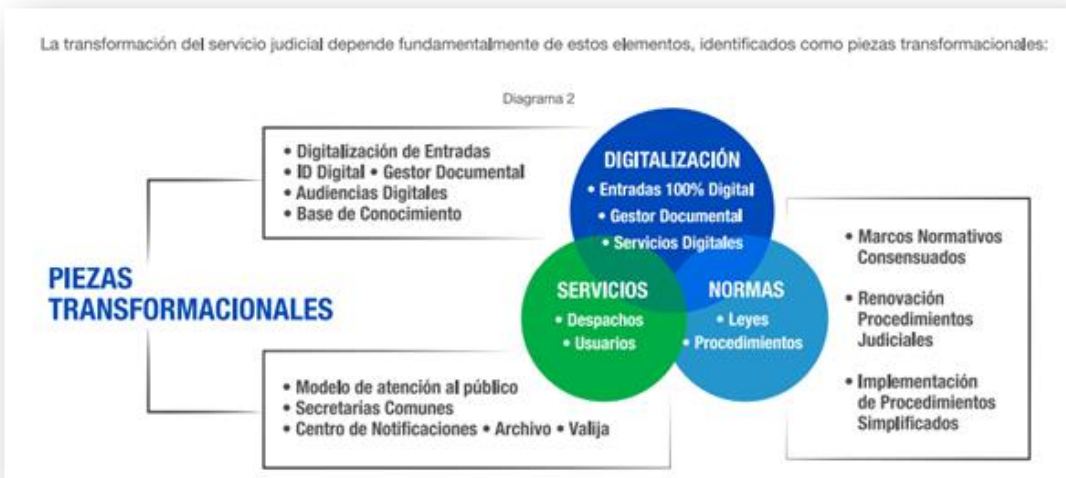 La transformación del servicio judicial depende fundamentalmente de estos elementos, identificados como piezas transformacionales:
Diagrama 2
• Digitalización de Entradas
• ID Digital • Gestor Documental
• Audiencias Digitales
• Base de Conocimiento
DIGITALIZACIÓN
• Entradas 100% Digital
• Gestor Documental
• Servicios Digitales
PIEZAS
TRANSFORMACIONALES
SERVICIOS
• Despachos
• Usuarios
NORMAS
• Leyes
• Procedimientos
• Marcos Normativos
Consensuados
• Renovación
Procedimientos
Judiciales
• Implementación
de Procedimientos
Simplificados
• Modelo de atención al público
• Secretarías Comunes
• Centro de Notificaciones • Archivo • Valija